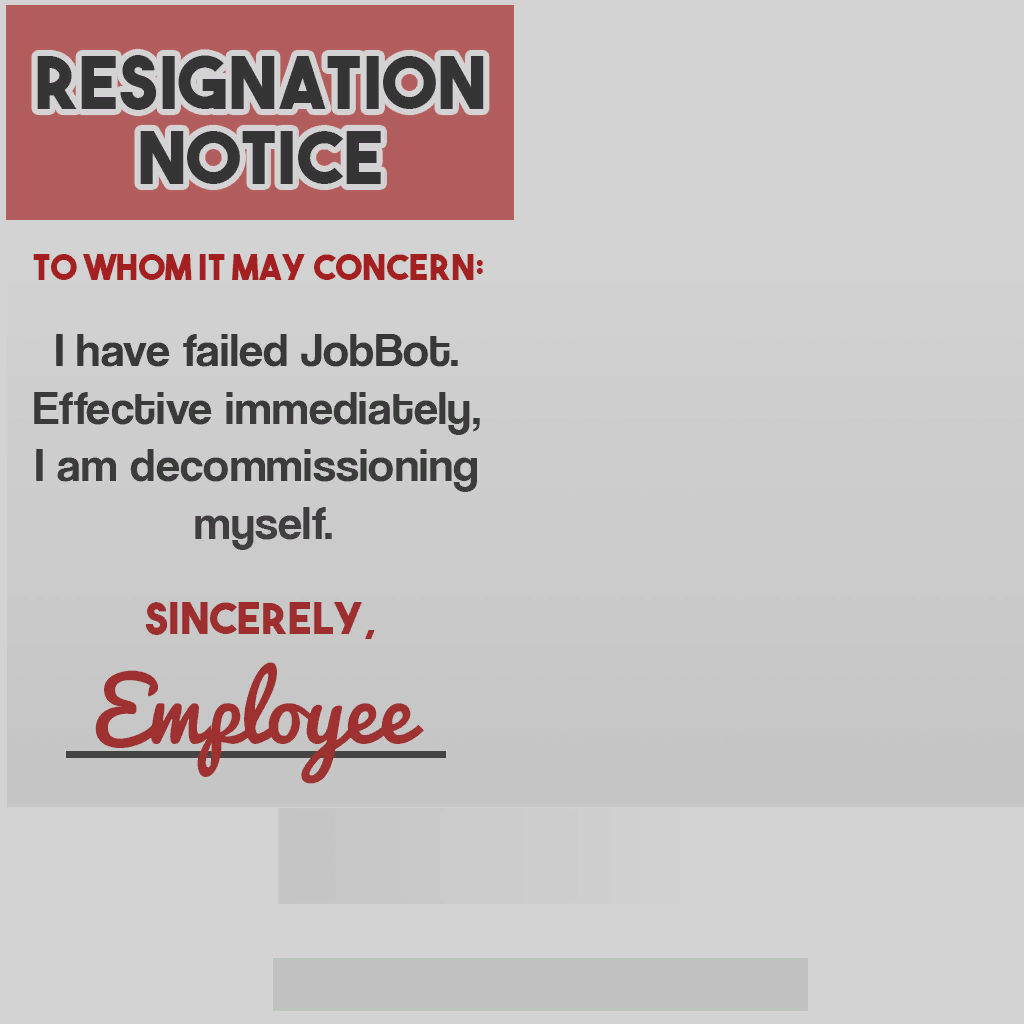 RESIGNATION
NOTICE
TO WHOM IT MAY CONCERN:
I have failed JobBot.
Effective immediately,
I am decommissioning
myself.
SINCERELY,
Employee